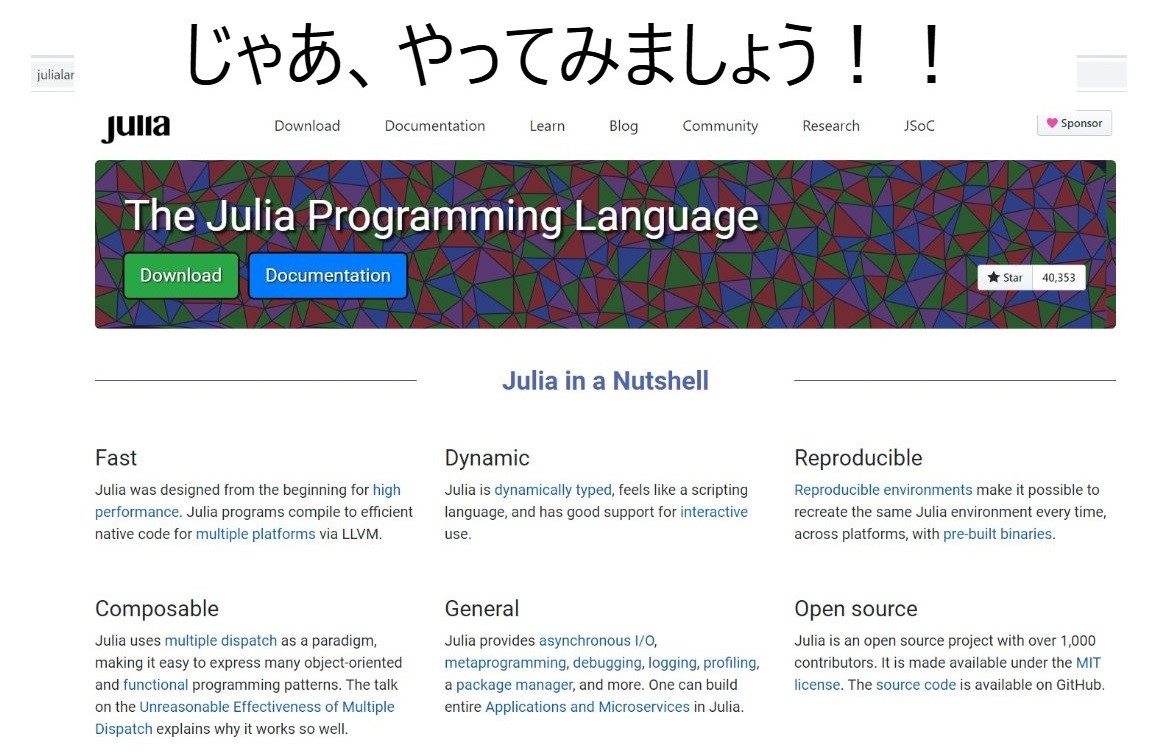 じゃあ、やってみましょう！！
julialar
julia
Download Documentation Learn Blog Community Research JSoC
Sponsor
The Julia Programming Language
Download Documentation
Star 40,353
Julia in a Nutshell
Fast
Julia was designed from the beginning for high
performance. Julia programs compile to efficient
native code for multiple platforms via LLVM.
Dynamic
Julia is dynamically typed, feels like a scripting
language, and has good support for interactive
use.
Reproducible
Reproducible environments make it possible to
recreate the same Julia environment every time,
across platforms, with pre-built binaries.
Composable
Julia uses multiple dispatch as a paradigm,
making it easy to express many object-oriented
and functional programming patterns. The talk
on the Unreasonable Effectiveness of Multiple
Dispatch explains why it works so well.
General
Julia provides asynchronous I/O,
metaprogramming, debugging, logging, profiling,
a package manager, and more. One can build
entire Applications and Microservices in Julia.
Open source
Julia is an open source project with over 1,000
contributors. It is made available under the MIT
license. The source code is available on GitHub.